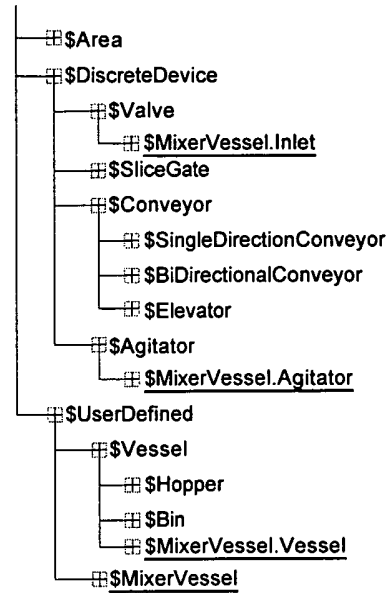 $Area
$DiscreteDevice
$Valve
$MixerVessel.Inlet
$SliceGate
$Conveyor
$SingleDirectionConveyor
$BiDirectionalConveyor
$Elevator
$Agitator
$MixerVessel.Agitator
$UserDefined
$Vessel
$Hopper
$Bin
$MixerVessel.Vessel
$MixerVessel